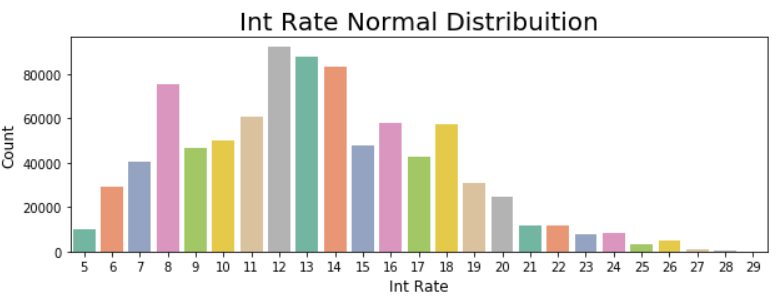 Int Rate Normal Distribuition
80000
60000
40000
20000
0
Count
5 6 7 8 9 10 11 12 13 14 15 16 17 18 19 20 21 22 23 24 25 26 27 28 29
Int Rate